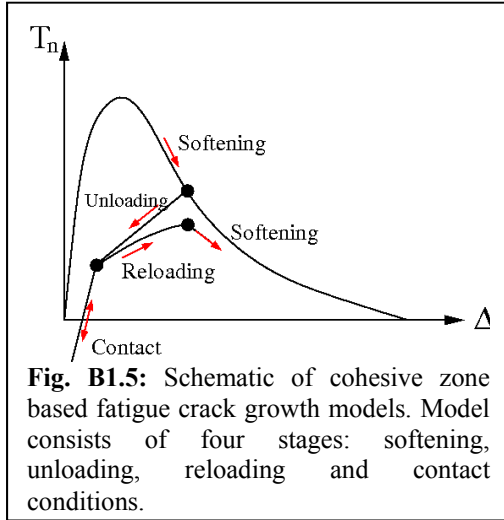 Tn
Softening
Unloading
Softening
Reloading
Δ
Contact
Fig. B1.5: Schematic of cohesive zone
based fatigue crack growth models. Model
consists of four stages: softening,
unloading, reloading and contact
conditions.